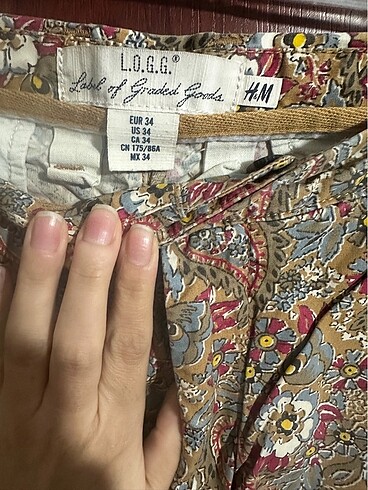 L.O.G.G.®
Label of Graded Goods
H&M
EUR 34
US 34
CA 34
CN 175/86A
MX 34